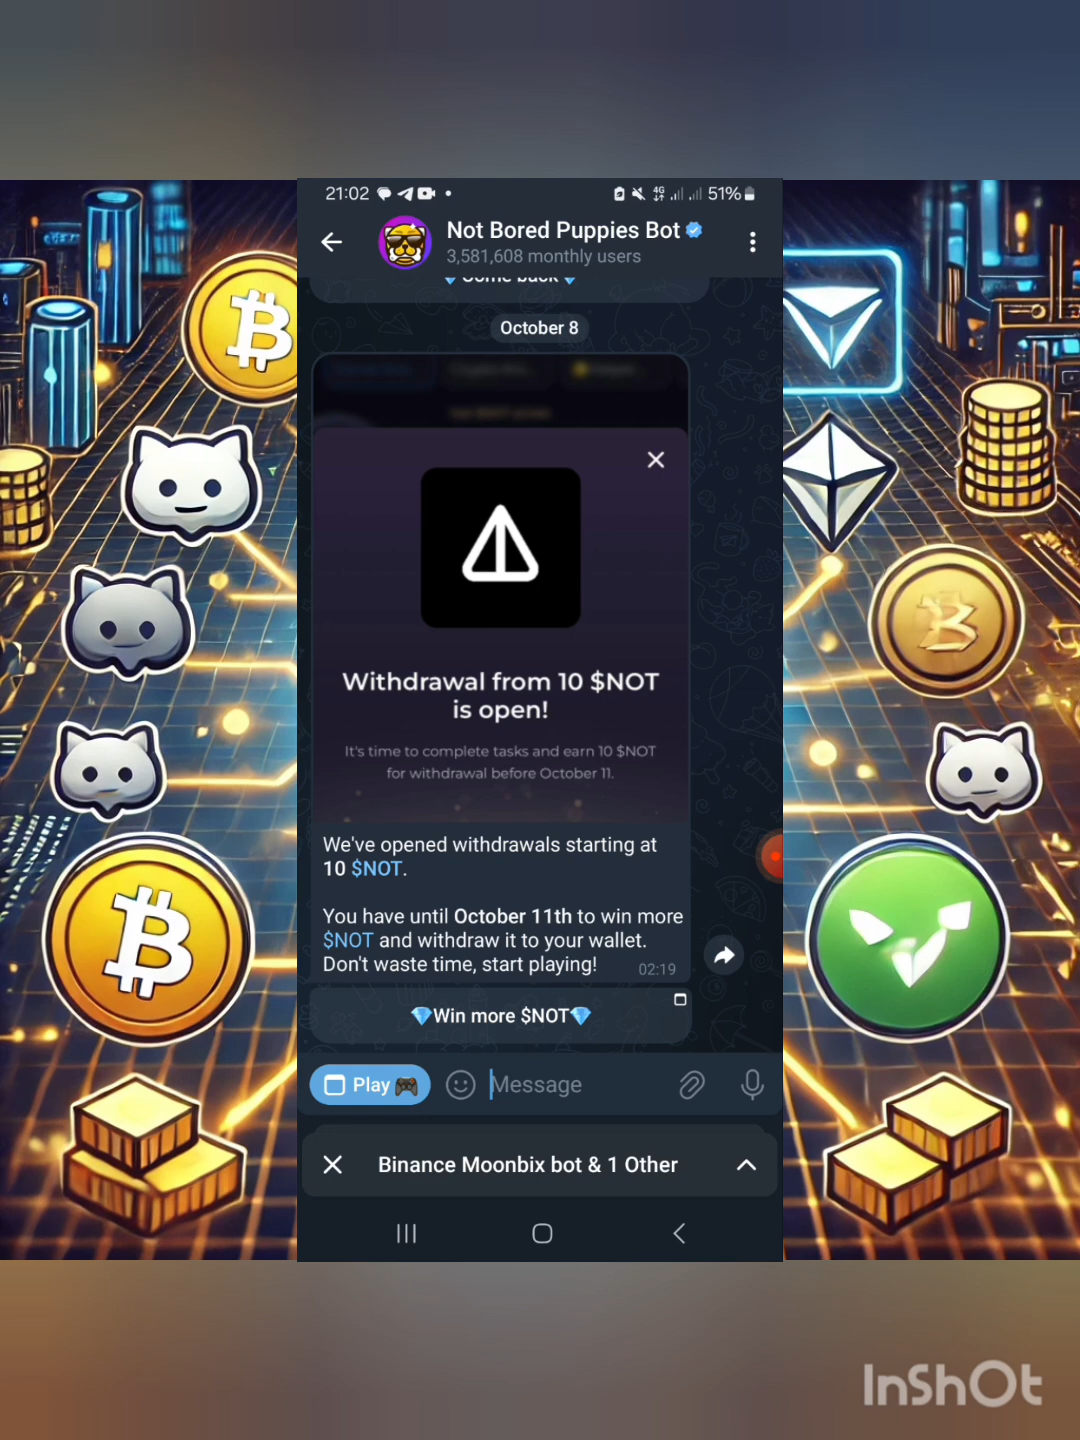 21:02
4G
51%
Not Bored Puppies Bot
3,581,608 monthly users
Come back
October 8
Withdrawal from 10 $NOT
is open!
It's time to complete tasks and earn 10 $NOT
for withdrawal before October 11.
We've opened withdrawals starting at
10 $NOT.
You have until October 11th to win more
$NOT and withdraw it to your wallet.
Don't waste time, start playing!
02:19
💎Win more $NOT💎
Play 🎮
Message
Binance Moonbix bot & 1 Other
InShOt